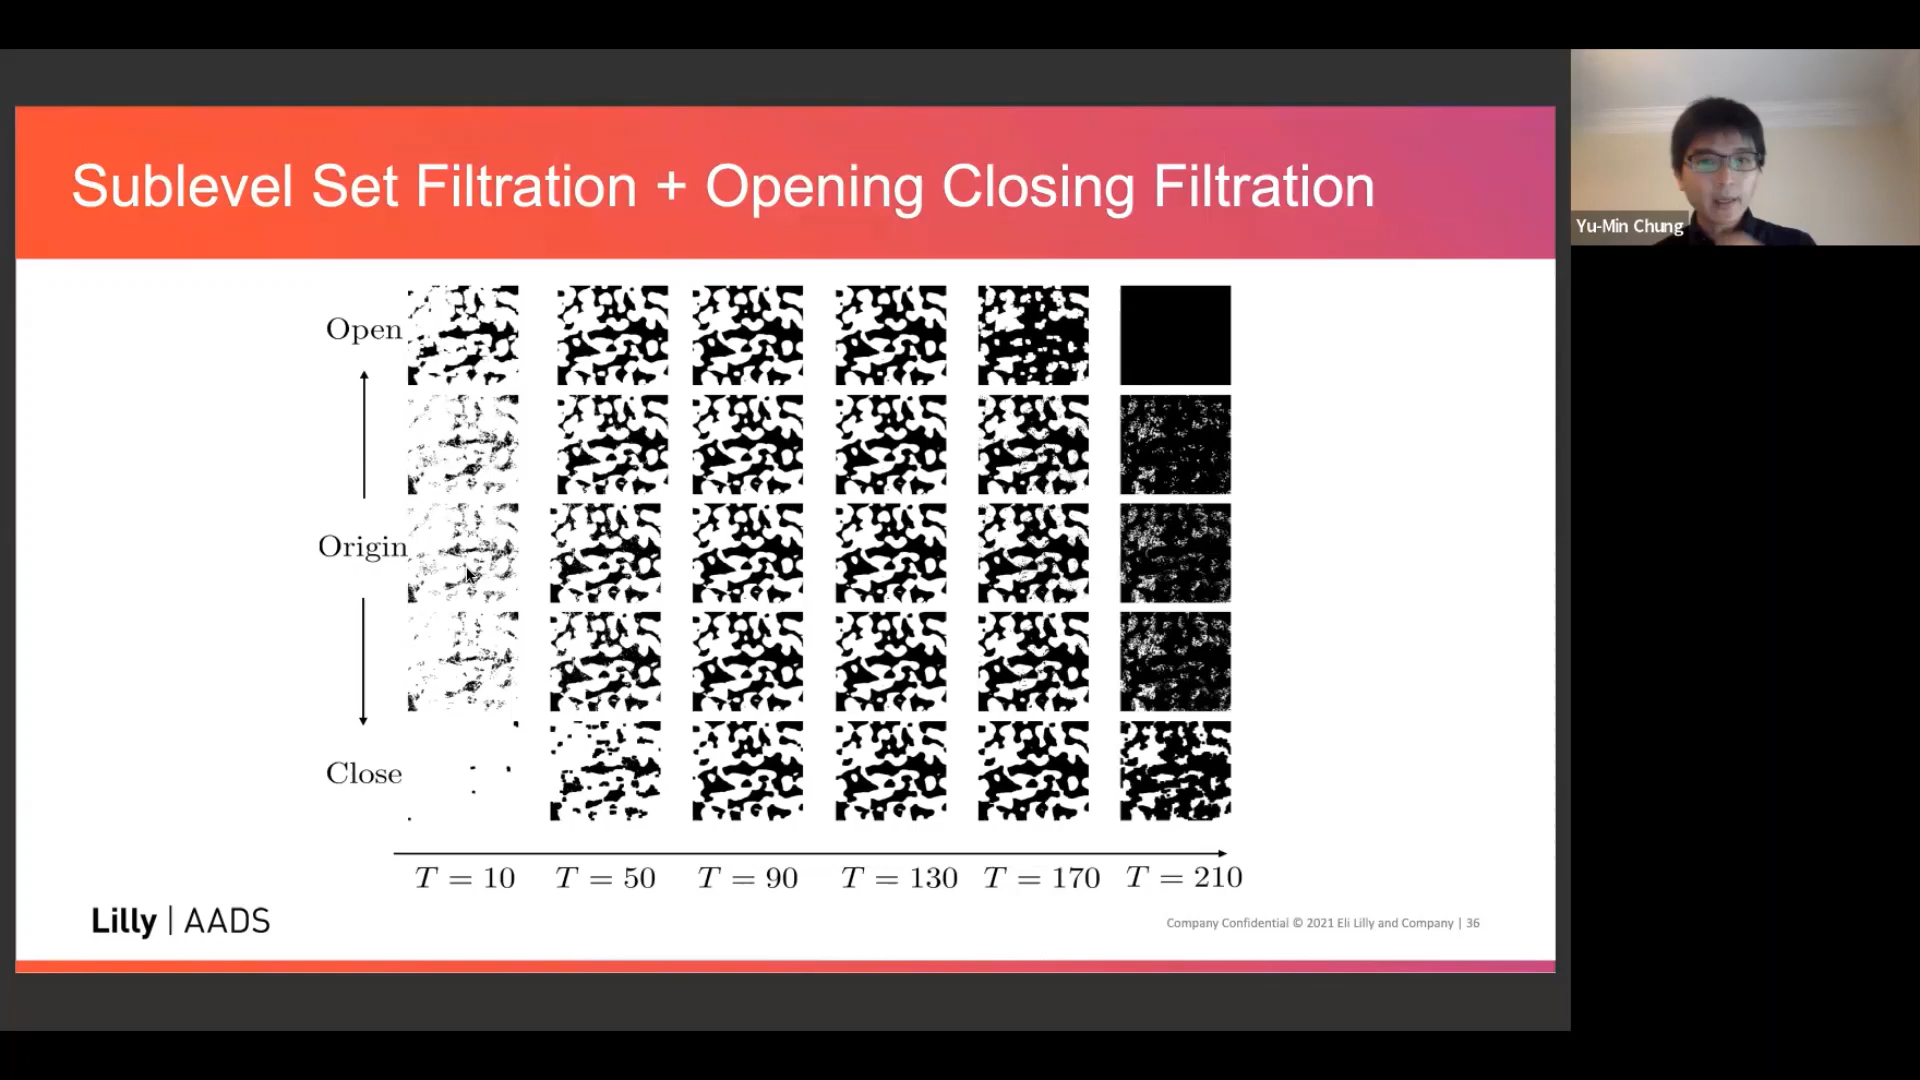 Sublevel Set Filtration + Opening Closing Filtration
Yu-Min Chung
Open
Origin
Close
T = 10 T = 50 T = 90 T = 130 T = 170 T = 210
Lilly | AADS
Company Confidential © 2021 Eli Lilly and Company | 36